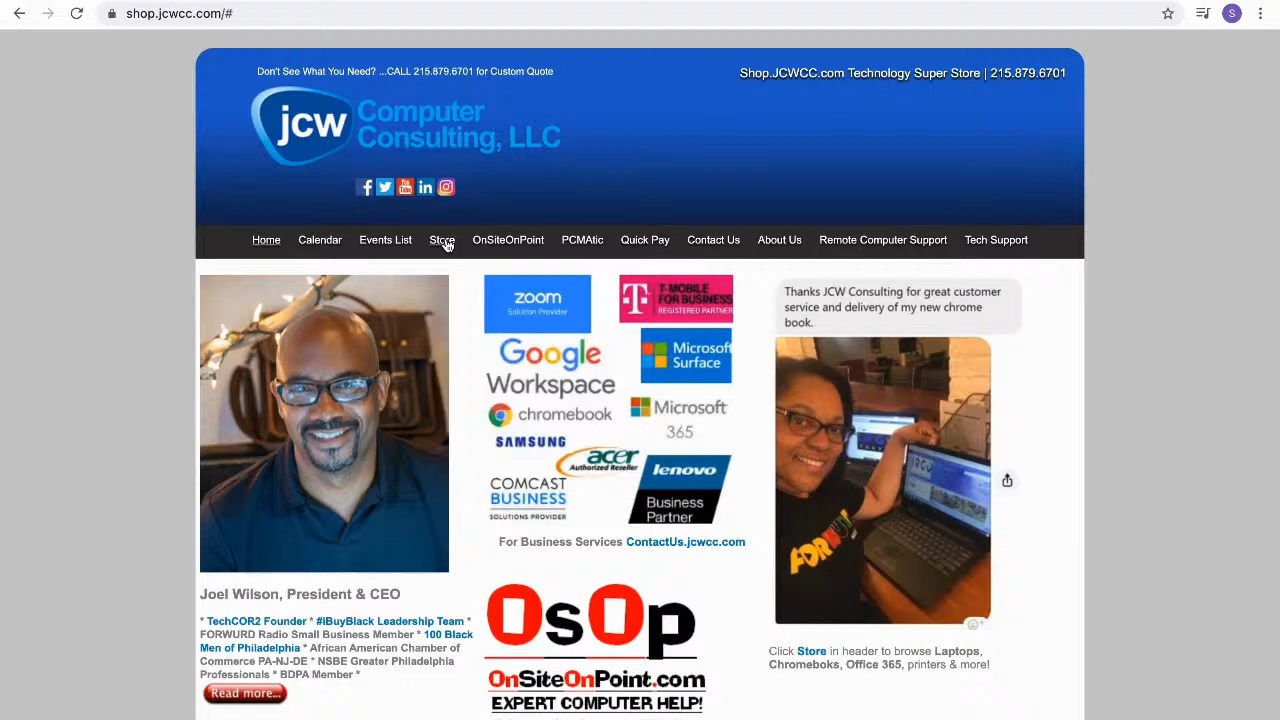 shop.jcwcc.com/#
S
Don't See What You Need? ...CALL 215.879.6701 for Custom Quote
Shop.JCWCC.com Technology Super Store | 215.879.6701
jcw Computer
Consulting, LLC
f You Tube in
Home Calendar Events List Store OnSiteOnPoint PCMAtic Quick Pay Contact Us About Us Remote Computer Support Tech Support
zoom
Solution Provider
T-MOBILE
FOR BUSINESS
REGISTERED PARTNER
Google
Workspace
Microsoft
Surface
chromebook
Microsoft
365
SAMSUNG
acer
Authorized Reseller
COMCAST
BUSINESS
SOLUTIONS PROVIDER
lenovo
Business
Partner
For Business Services ContactUs.jcwcc.com
OsOp
OnSiteOnPoint.com
EXPERT COMPUTER HELP!
Thanks JCW Consulting for great customer
service and delivery of my new chrome
book.
Click Store in header to browse Laptops,
Chromeboks, Office 365, printers & more!
Joel Wilson, President & CEO
* TechCOR2 Founder * #iBuyBlack Leadership Team *
FORWURD Radio Small Business Member * 100 Black
Men of Philadelphia * African American Chamber of
Commerce PA-NJ-DE * NSBE Greater Philadelphia
Professionals * BDPA Member *
Read more...